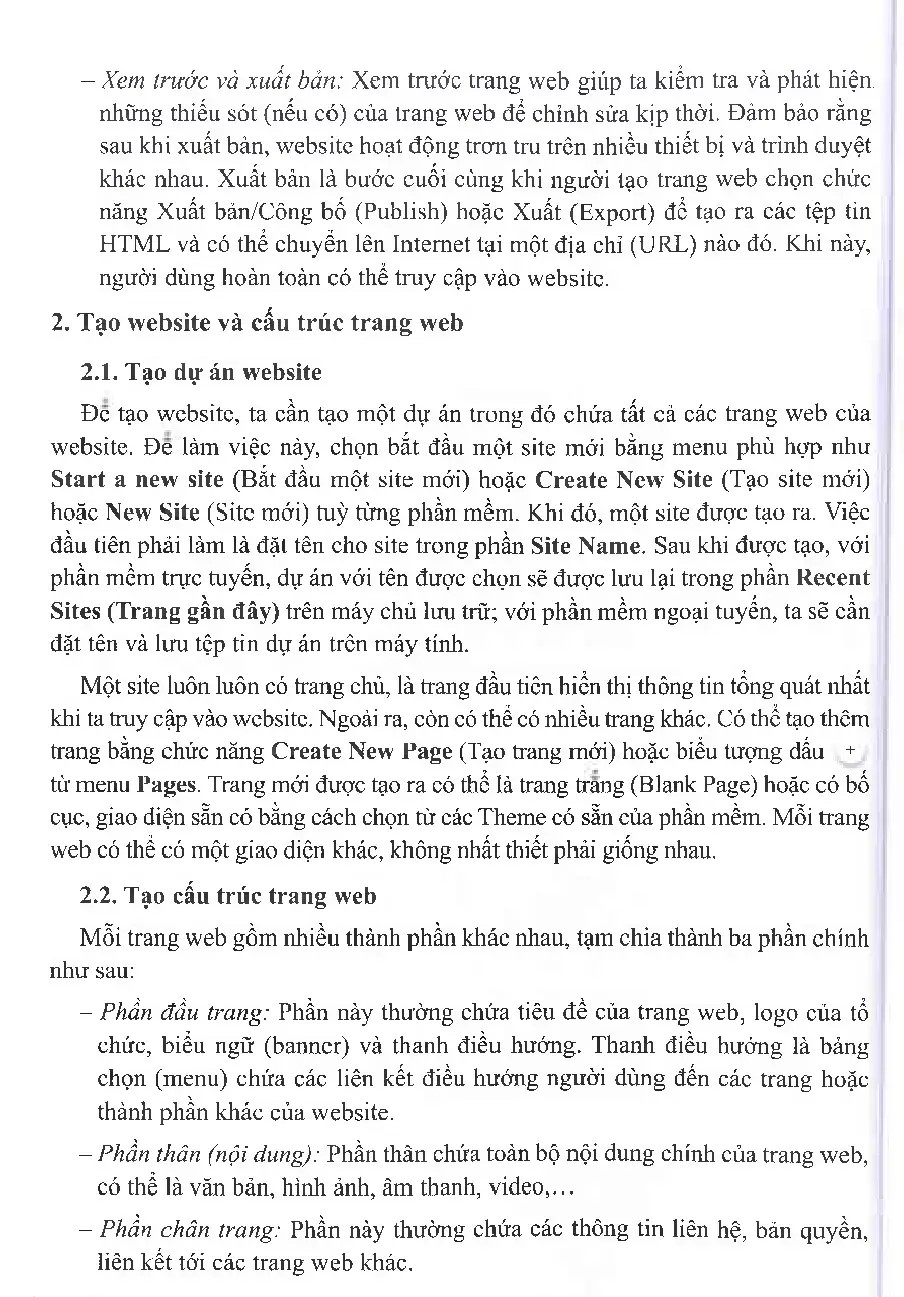 – Xem trước và xuất bản: Xem trước trang web giúp ta kiểm tra và phát hiện
những thiếu sót (nếu có) của trang web để chỉnh sửa kịp thời. Đảm bảo rằng
sau khi xuất bản, website hoạt động trơn tru trên nhiều thiết bị và trình duyệt
khác nhau. Xuất bản là bước cuối cùng khi người tạo trang web chọn chức
năng Xuất bản/Công bố (Publish) hoặc Xuất (Export) để tạo ra các tệp tin
HTML và có thể chuyển lên Internet tại một địa chỉ (URL) nào đó. Khi này,
người dùng hoàn toàn có thể truy cập vào website.
2. Tạo website và cấu trúc trang web
2.1. Tạo dự án website
Để tạo website, ta cần tạo một dự án trong đó chứa tất cả các trang web của
website. Để làm việc này, chọn bắt đầu một site mới bằng menu phù hợp như
Start a new site (Bắt đầu một site mới) hoặc Create New Site (Tạo site mới)
hoặc New Site (Site mới) tuỳ từng phần mềm. Khi đó, một site được tạo ra. Việc
đầu tiên phải làm là đặt tên cho site trong phần Site Name. Sau khi được tạo, với
phần mềm trực tuyến, dự án với tên được chọn sẽ được lưu lại trong phần Recent
Sites (Trang gần đây) trên máy chủ lưu trữ; với phần mềm ngoại tuyến, ta sẽ cần
đặt tên và lưu tệp tin dự án trên máy tính.
Một site luôn luôn có trang chủ, là trang đầu tiên hiển thị thông tin tổng quát nhất
khi ta truy cập vào website. Ngoài ra, còn có thể có nhiều trang khác. Có thể tạo thêm
trang bằng chức năng Create New Page (Tạo trang mới) hoặc biểu tượng dấu +
từ menu Pages. Trang mới được tạo ra có thể là trang trắng (Blank Page) hoặc có bố
cục, giao diện sẵn có bằng cách chọn từ các Theme có sẵn của phần mềm. Mỗi trang
web có thể có một giao diện khác, không nhất thiết phải giống nhau.
2.2. Tạo cấu trúc trang web
Mỗi trang web gồm nhiều thành phần khác nhau, tạm chia thành ba phần chính
như sau:
– Phần đầu trang: Phần này thường chứa tiêu đề của trang web, logo của tổ
chức, biểu ngữ (banner) và thanh điều hướng. Thanh điều hướng là bảng
chọn (menu) chứa các liên kết điều hướng người dùng đến các trang hoặc
thành phần khác của website.
– Phần thân (nội dung): Phần thân chứa toàn bộ nội dung chính của trang web,
có thể là văn bản, hình ảnh, âm thanh, video,...
– Phần chân trang: Phần này thường chứa các thông tin liên hệ, bản quyền,
liên kết tới các trang web khác.